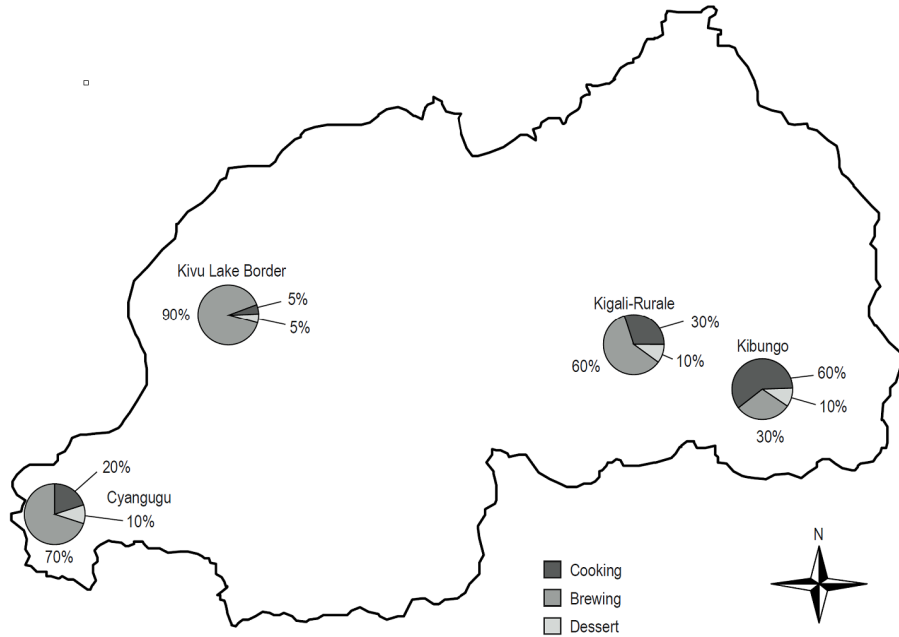 Kivu Lake Border
90%
5%
5%
Kigali-Rurale
30%
60%
10%
Kibungo
60%
10%
30%
20%
Cyangugu
10%
70%
Cooking
Brewing
Dessert
N